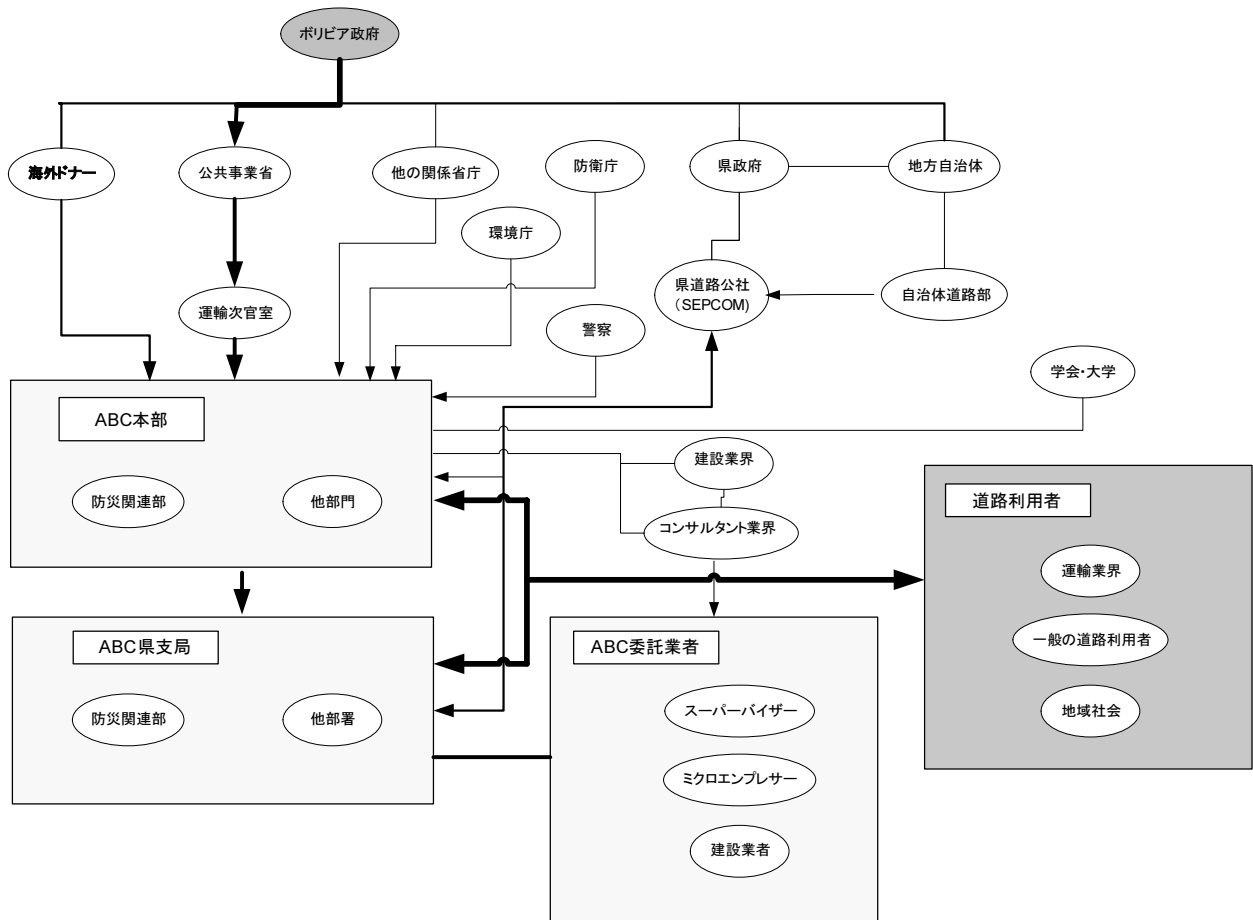 ボリビア政府
海外ドナー
公共事業省
他の関係省庁
防衛庁
県政府
地方自治体
環境庁
県道路公社
（SEPCOM)
自治体道路部
運輸次官室
警察
学会・大学
ABC本部
建設業界
防災関連部
他部門
コンサルタント業界
道路利用者
運輸業界
一般の道路利用者
地域社会
ABC県支局
防災関連部
他部署
ABC委託業者
スーパーバイザー
ミクロエンプレサー
建設業者